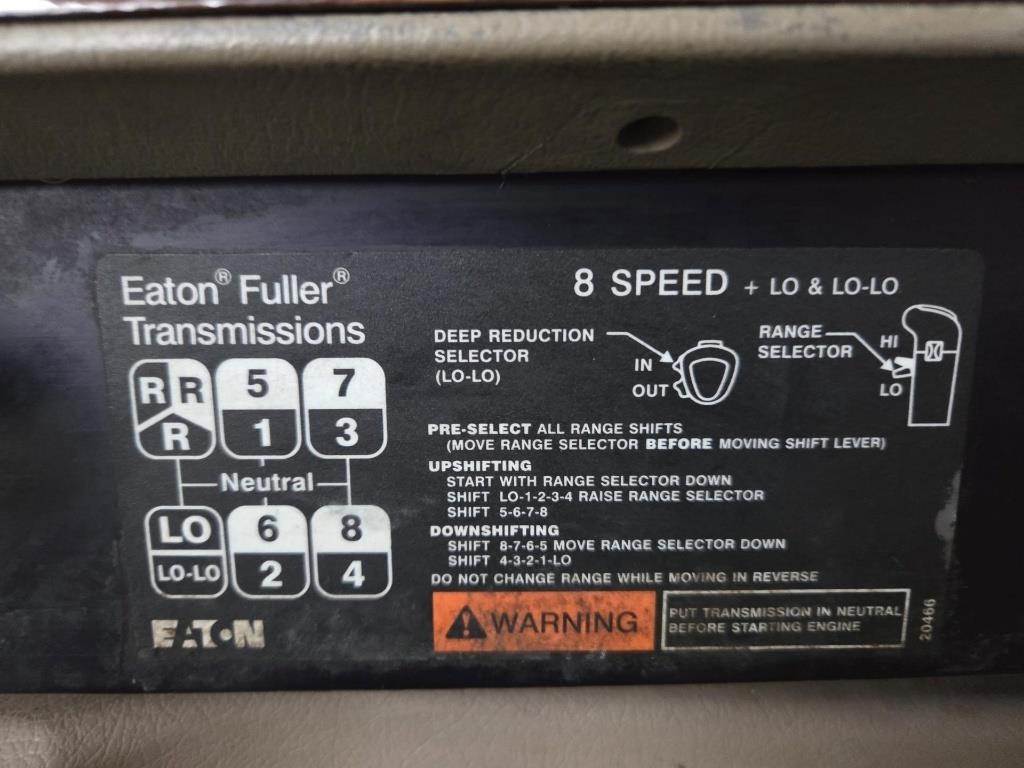 Eaton® Fuller®
Transmissions
8 SPEED + LO & LO-LO
DEEP REDUCTION
SELECTOR
(LO-LO)
IN
OUT
RANGE
SELECTOR
HI
LO
R R
R
5
1
7
3
Neutral
LO
LO-LO
6
2
8
4
PRE-SELECT ALL RANGE SHIFTS
(MOVE RANGE SELECTOR BEFORE MOVING SHIFT LEVER)
UPSHIFTING
START WITH RANGE SELECTOR DOWN
SHIFT LO-1-2-3-4 RAISE RANGE SELECTOR
SHIFT 5-6-7-8
DOWNSHIFTING
SHIFT 8-7-6-5 MOVE RANGE SELECTOR DOWN
SHIFT 4-3-2-1-LO
DO NOT CHANGE RANGE WHILE MOVING IN REVERSE
EATON
WARNING
PUT TRANSMISSION IN NEUTRAL
BEFORE STARTING ENGINE
20466